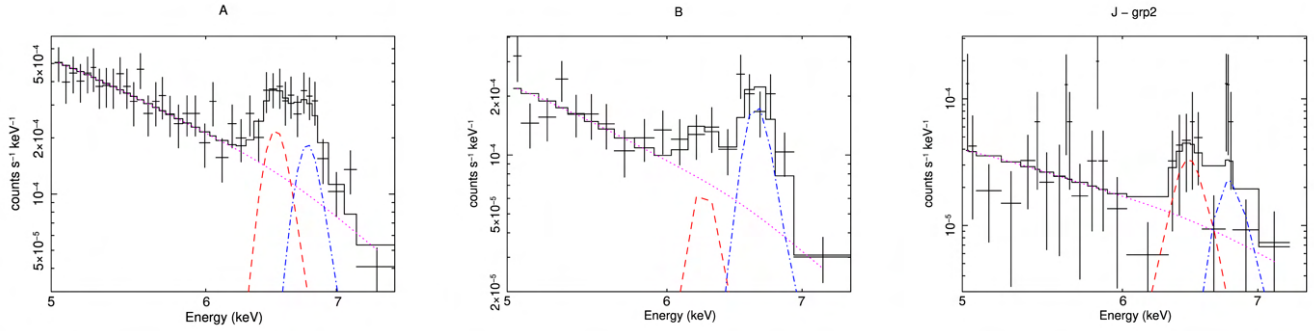 A
counts s⁻¹ keV⁻¹
5×10⁻⁴
2×10⁻⁴
10⁻⁴
5×10⁻⁵
5
6
7
Energy (keV)
B
counts s⁻¹ keV⁻¹
2×10⁻⁴
10⁻⁴
5×10⁻⁵
2×10⁻⁵
5
6
7
Energy (keV)
J − grp2
counts s⁻¹ keV⁻¹
10⁻⁴
10⁻⁵
5
6
7
Energy (keV)